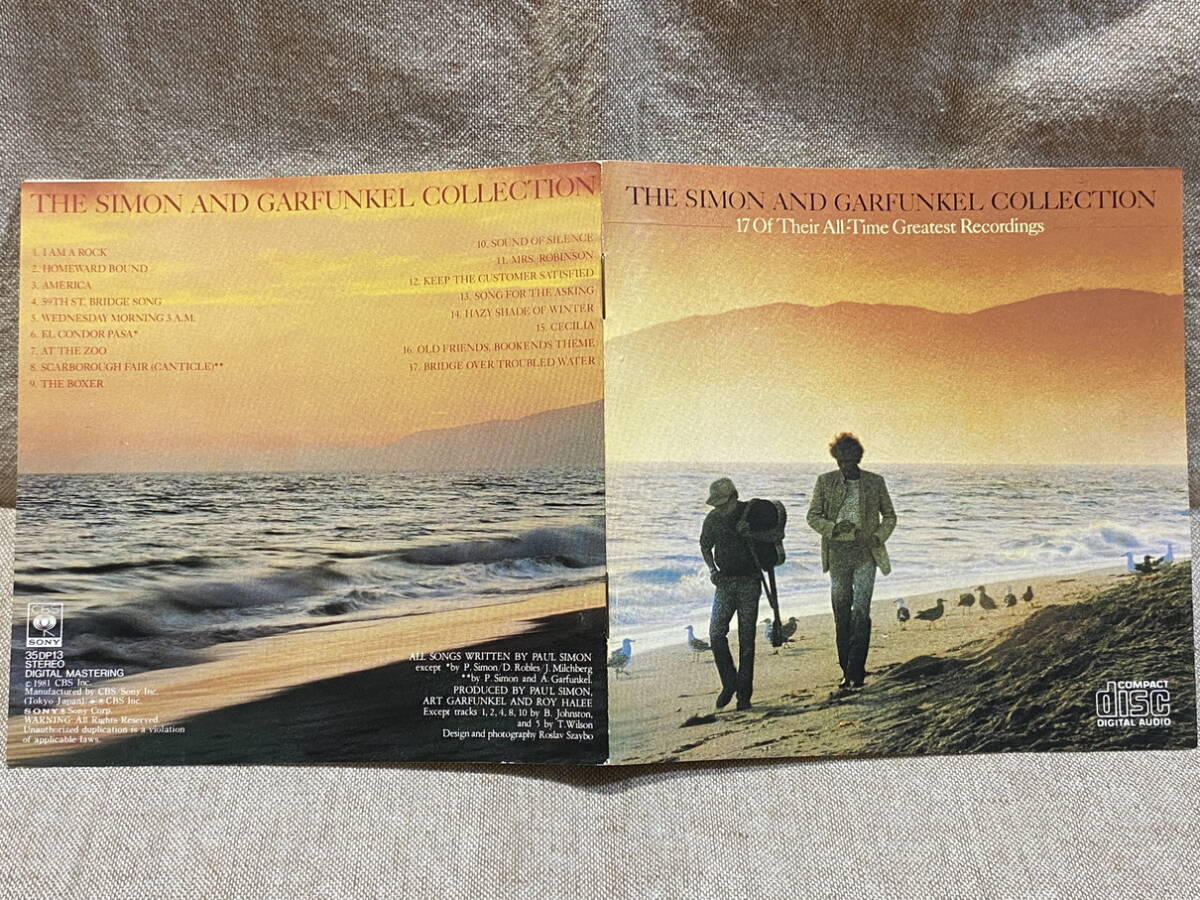 THE SIMON AND GARFUNKEL COLLECTION
1. I AM A ROCK
2. HOMEWARD BOUND
3. AMERICA
4. 59TH ST. BRIDGE SONG
5. WEDNESDAY MORNING 3 A.M.
6. EL CONDOR PASA*
7. AT THE ZOO
8. SCARBOROUGH FAIR (CANTICLE)**
9. THE BOXER
10. SOUND OF SILENCE
11. MRS. ROBINSON
12. KEEP THE CUSTOMER SATISFIED
13. SONG FOR THE ASKING
14. HAZY SHADE OF WINTER
15. CECILIA
16. OLD FRIENDS, BOOKENDS THEME
17. BRIDGE OVER TROUBLED WATER
CBS
SONY
35DP13
STEREO
DIGITAL MASTERING
© 1981 CBS Inc.
Manufactured by CBS/Sony Inc.
(Tokyo Japan) ® CBS Inc.
SONY ® Sony Corp.
WARNING: All Rights Reserved.
Unauthorized duplication is a violation
of applicable laws.
ALL SONGS WRITTEN BY PAUL SIMON
except *by P. Simon/D. Robles/J. Milchberg
**by P. Simon and A. Garfunkel.
PRODUCED BY PAUL SIMON,
ART GARFUNKEL AND ROY HALEE
Except tracks 1, 2, 4, 8, 10 by B. Johnston,
and 5 by T. Wilson
Design and photography Roslav Szaybo
THE SIMON AND GARFUNKEL COLLECTION
17 Of Their All-Time Greatest Recordings
COMPACT
disc
DIGITAL AUDIO